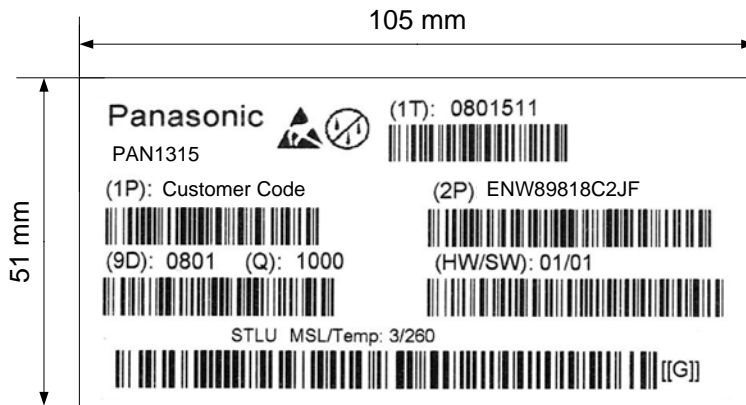 105 mm
51 mm
Panasonic
PAN1315
(1T): 0801511
(1P): Customer Code
(2P) ENW89818C2JF
(9D): 0801 (Q): 1000
(HW/SW): 01/01
STLU MSL/Temp: 3/260
[[G]]